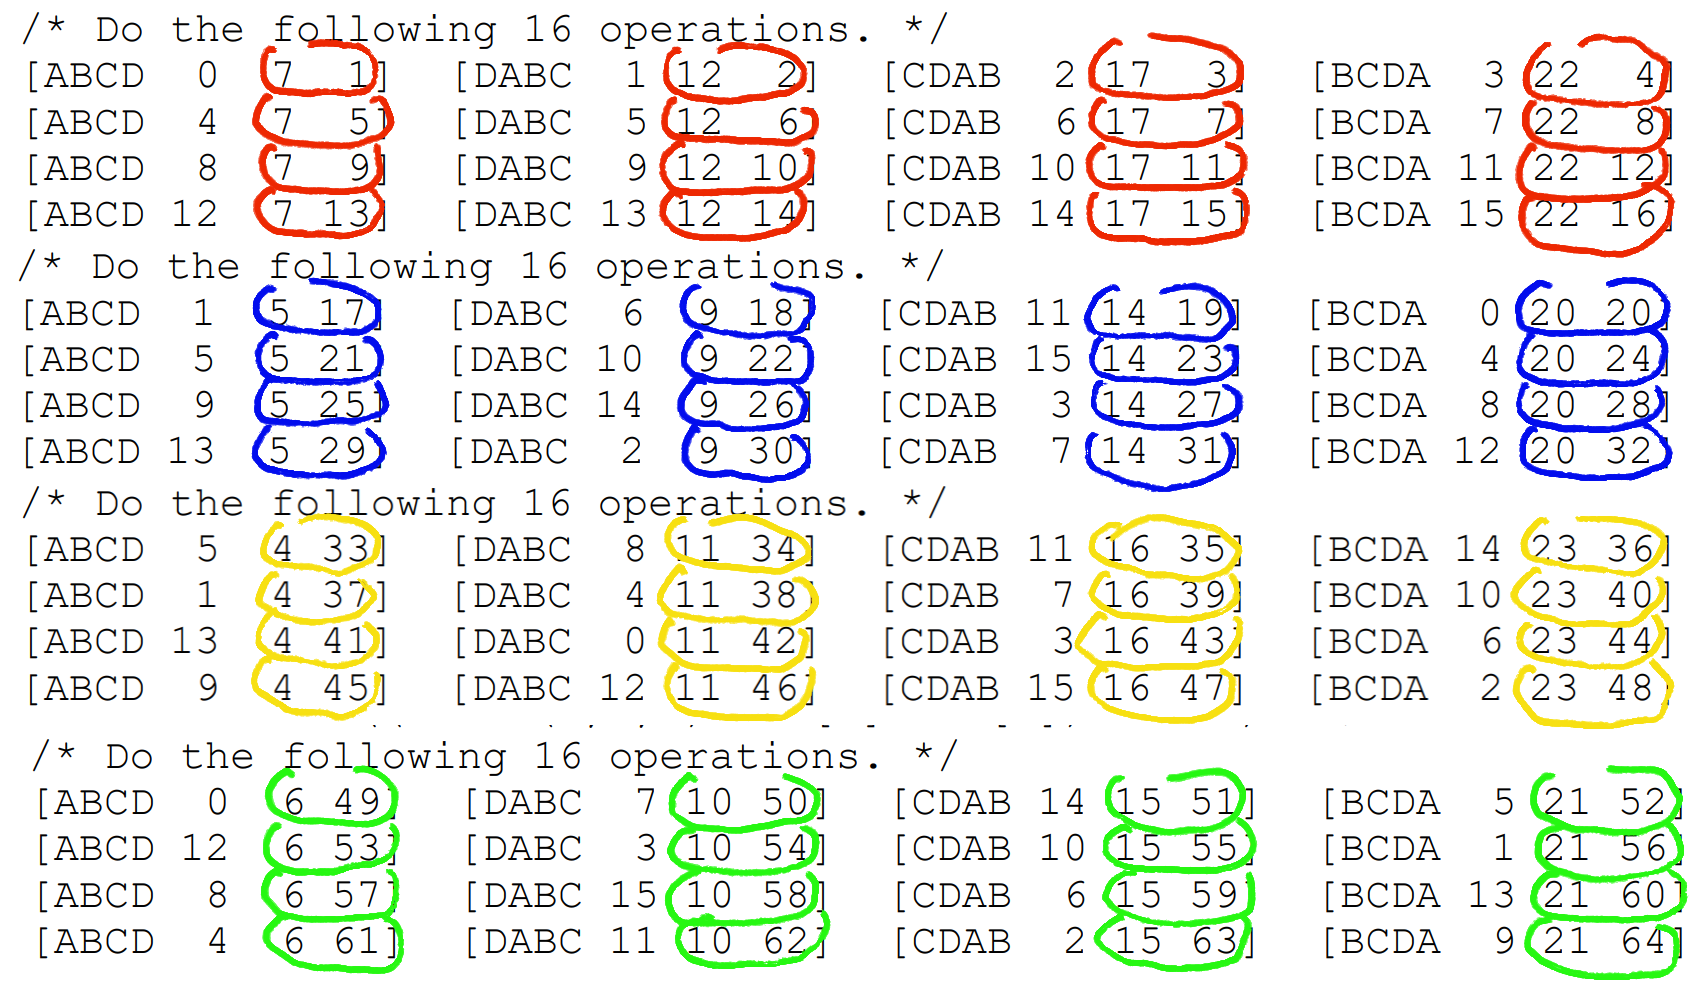 /* Do the following 16 operations. */
[ABCD 0 7 1] [DABC 1 12 2] [CDAB 2 17 3] [BCDA 3 22 4]
[ABCD 4 7 5] [DABC 5 12 6] [CDAB 6 17 7] [BCDA 7 22 8]
[ABCD 8 7 9] [DABC 9 12 10] [CDAB 10 17 11] [BCDA 11 22 12]
[ABCD 12 7 13] [DABC 13 12 14] [CDAB 14 17 15] [BCDA 15 22 16]
/* Do the following 16 operations. */
[ABCD 1 5 17] [DABC 6 9 18] [CDAB 11 14 19] [BCDA 0 20 20]
[ABCD 5 5 21] [DABC 10 9 22] [CDAB 15 14 23] [BCDA 4 20 24]
[ABCD 9 5 25] [DABC 14 9 26] [CDAB 3 14 27] [BCDA 8 20 28]
[ABCD 13 5 29] [DABC 2 9 30] [CDAB 7 14 31] [BCDA 12 20 32]
/* Do the following 16 operations. */
[ABCD 5 4 33] [DABC 8 11 34] [CDAB 11 16 35] [BCDA 14 23 36]
[ABCD 1 4 37] [DABC 4 11 38] [CDAB 7 16 39] [BCDA 10 23 40]
[ABCD 13 4 41] [DABC 0 11 42] [CDAB 3 16 43] [BCDA 6 23 44]
[ABCD 9 4 45] [DABC 12 11 46] [CDAB 15 16 47] [BCDA 2 23 48]
/* Do the following 16 operations. */
[ABCD 0 6 49] [DABC 7 10 50] [CDAB 14 15 51] [BCDA 5 21 52]
[ABCD 12 6 53] [DABC 3 10 54] [CDAB 10 15 55] [BCDA 1 21 56]
[ABCD 8 6 57] [DABC 15 10 58] [CDAB 6 15 59] [BCDA 13 21 60]
[ABCD 4 6 61] [DABC 11 10 62] [CDAB 2 15 63] [BCDA 9 21 64]